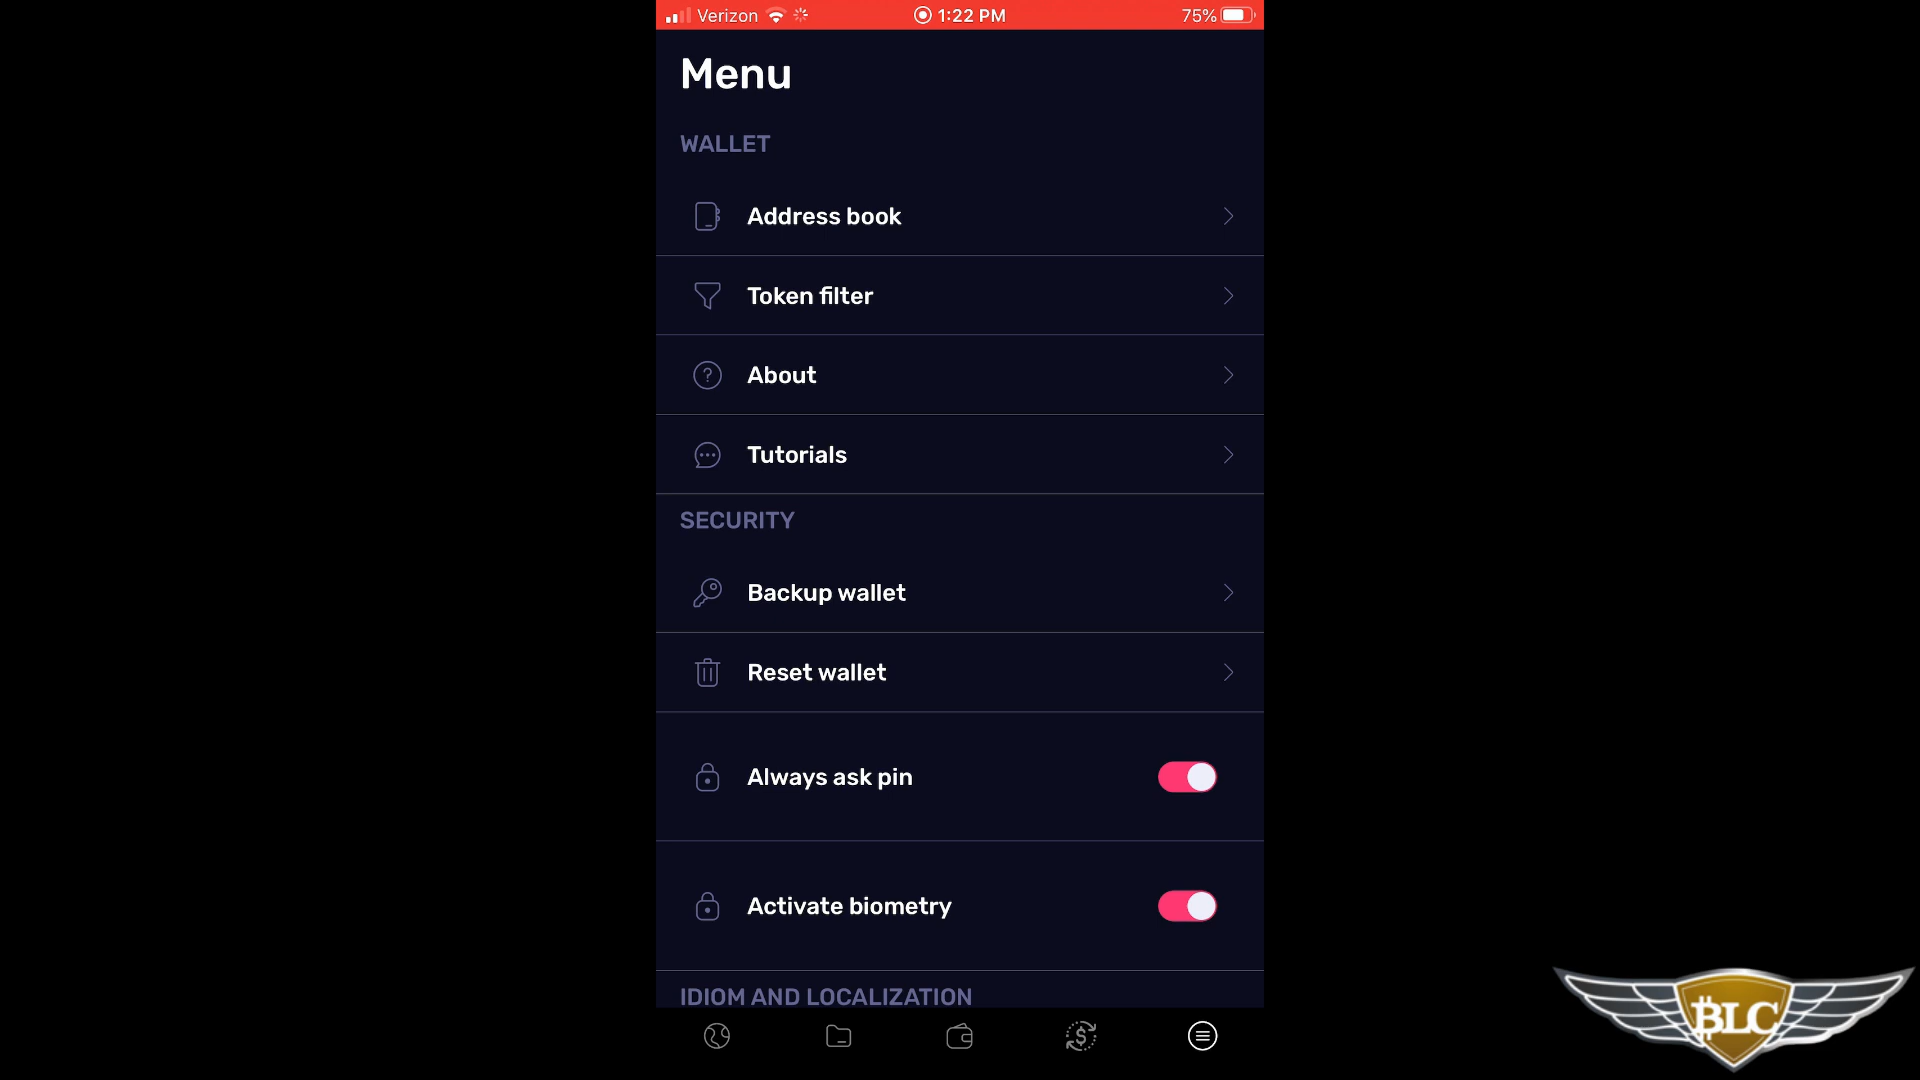 Verizon 1:22 PM 75%
Menu
WALLET
Address book
Token filter
About
Tutorials
SECURITY
Backup wallet
Reset wallet
Always ask pin
Activate biometry
IDIOM AND LOCALIZATION
BLC